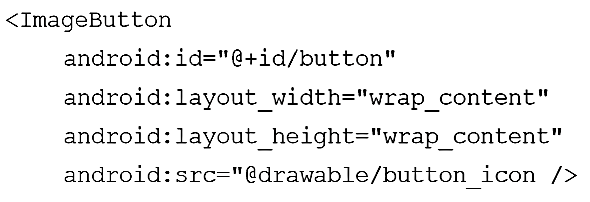 <ImageButton
android:id="@+id/button"
android:layout_width="wrap_content"
android:layout_height="wrap_content"
android:src="@drawable/button_icon />